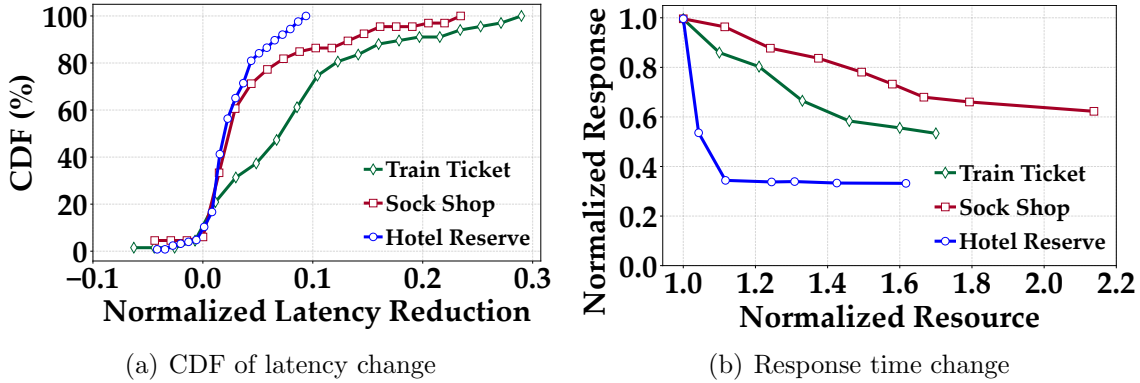 CDF (%)
100
80
60
40
20
0
−0.1
0.0
0.1
0.2
0.3
Normalized Latency Reduction
Train Ticket
Sock Shop
Hotel Reserve
(a) CDF of latency change
Normalized Response
1.0
0.8
0.6
0.4
0.2
0.0
1.0
1.2
1.4
1.6
1.8
2.0
2.2
Normalized Resource
Train Ticket
Sock Shop
Hotel Reserve
(b) Response time change